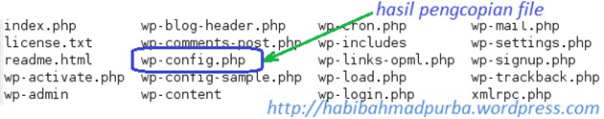 hasil pengcopian file
index.php wp-blog-header.php wp-cron.php wp-mail.php
license.txt wp-comments-post.php wp-includes wp-settings.php
readme.html wp-config.php wp-links-opml.php wp-signup.php
wp-activate.php wp-config-sample.php wp-load.php wp-trackback.php
wp-admin wp-content wp-login.php xmlrpc.php
http://habibahmadpurba.wordpress.com